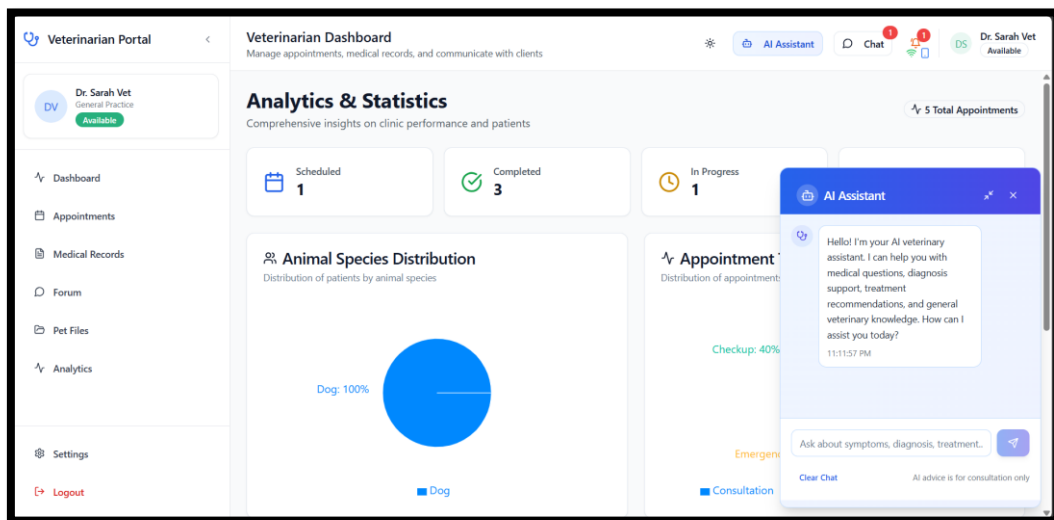 Veterinarian Portal
DV
Dr. Sarah Vet
General Practice
Available
Dashboard
Appointments
Medical Records
Forum
Pet Files
Analytics
Settings
Logout
Veterinarian Dashboard
Manage appointments, medical records, and communicate with clients
AI Assistant
Chat
1
1
DS
Dr. Sarah Vet
Available
Analytics & Statistics
Comprehensive insights on clinic performance and patients
5 Total Appointments
Scheduled
1
Completed
3
In Progress
1
Animal Species Distribution
Distribution of patients by animal species
Dog: 100%
Dog
Appointment
Distribution of appointment
Checkup: 40%
Emergen
Consultation
AI Assistant
Hello! I'm your AI veterinary
assistant. I can help you with
medical questions, diagnosis
support, treatment
recommendations, and general
veterinary knowledge. How can I
assist you today?
11:11:57 PM
Ask about symptoms, diagnosis, treatment..
Clear Chat
AI advice is for consultation only